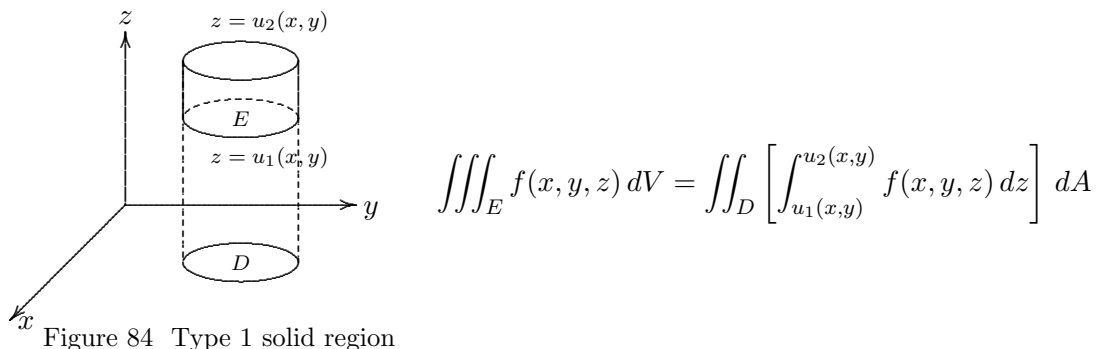 z
z = u₂(x, y)
E
z = u₁(x, y)
y
D
x
∭_E f(x, y, z) dV = ∬_D [∫_{u₁(x,y)}^{u₂(x,y)} f(x, y, z) dz] dA
Figure 84 Type 1 solid region